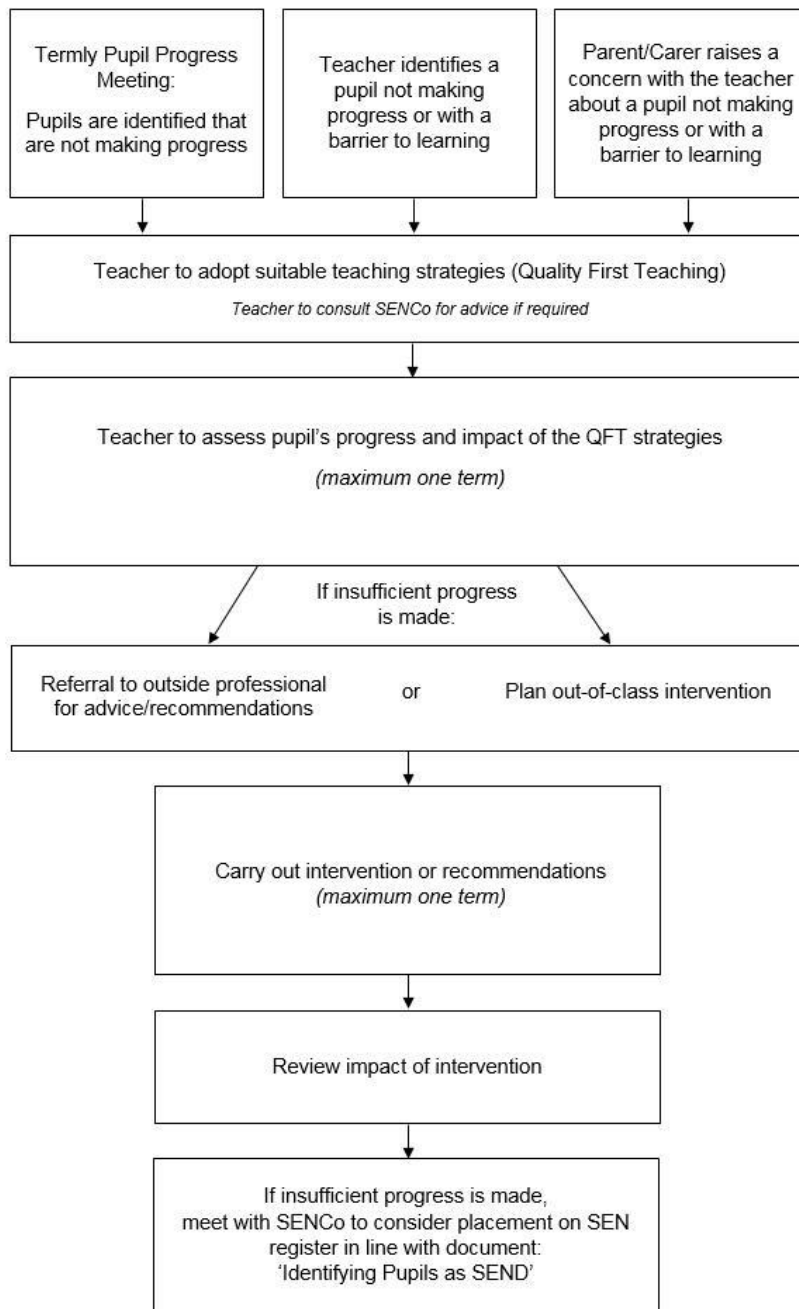 Termly Pupil Progress
Meeting:
Pupils are identified that
are not making progress
Teacher identifies a
pupil not making
progress or with a
barrier to learning
Parent/Carer raises a
concern with the teacher
about a pupil not making
progress or with a
barrier to learning
Teacher to adopt suitable teaching strategies (Quality First Teaching)
Teacher to consult SENCo for advice if required
Teacher to assess pupil’s progress and impact of the QFT strategies
(maximum one term)
If insufficient progress
is made:
Referral to outside professional
for advice/recommendations
or
Plan out-of-class intervention
Carry out intervention or recommendations
(maximum one term)
Review impact of intervention
If insufficient progress is made,
meet with SENCo to consider placement on SEN
register in line with document:
‘Identifying Pupils as SEND’